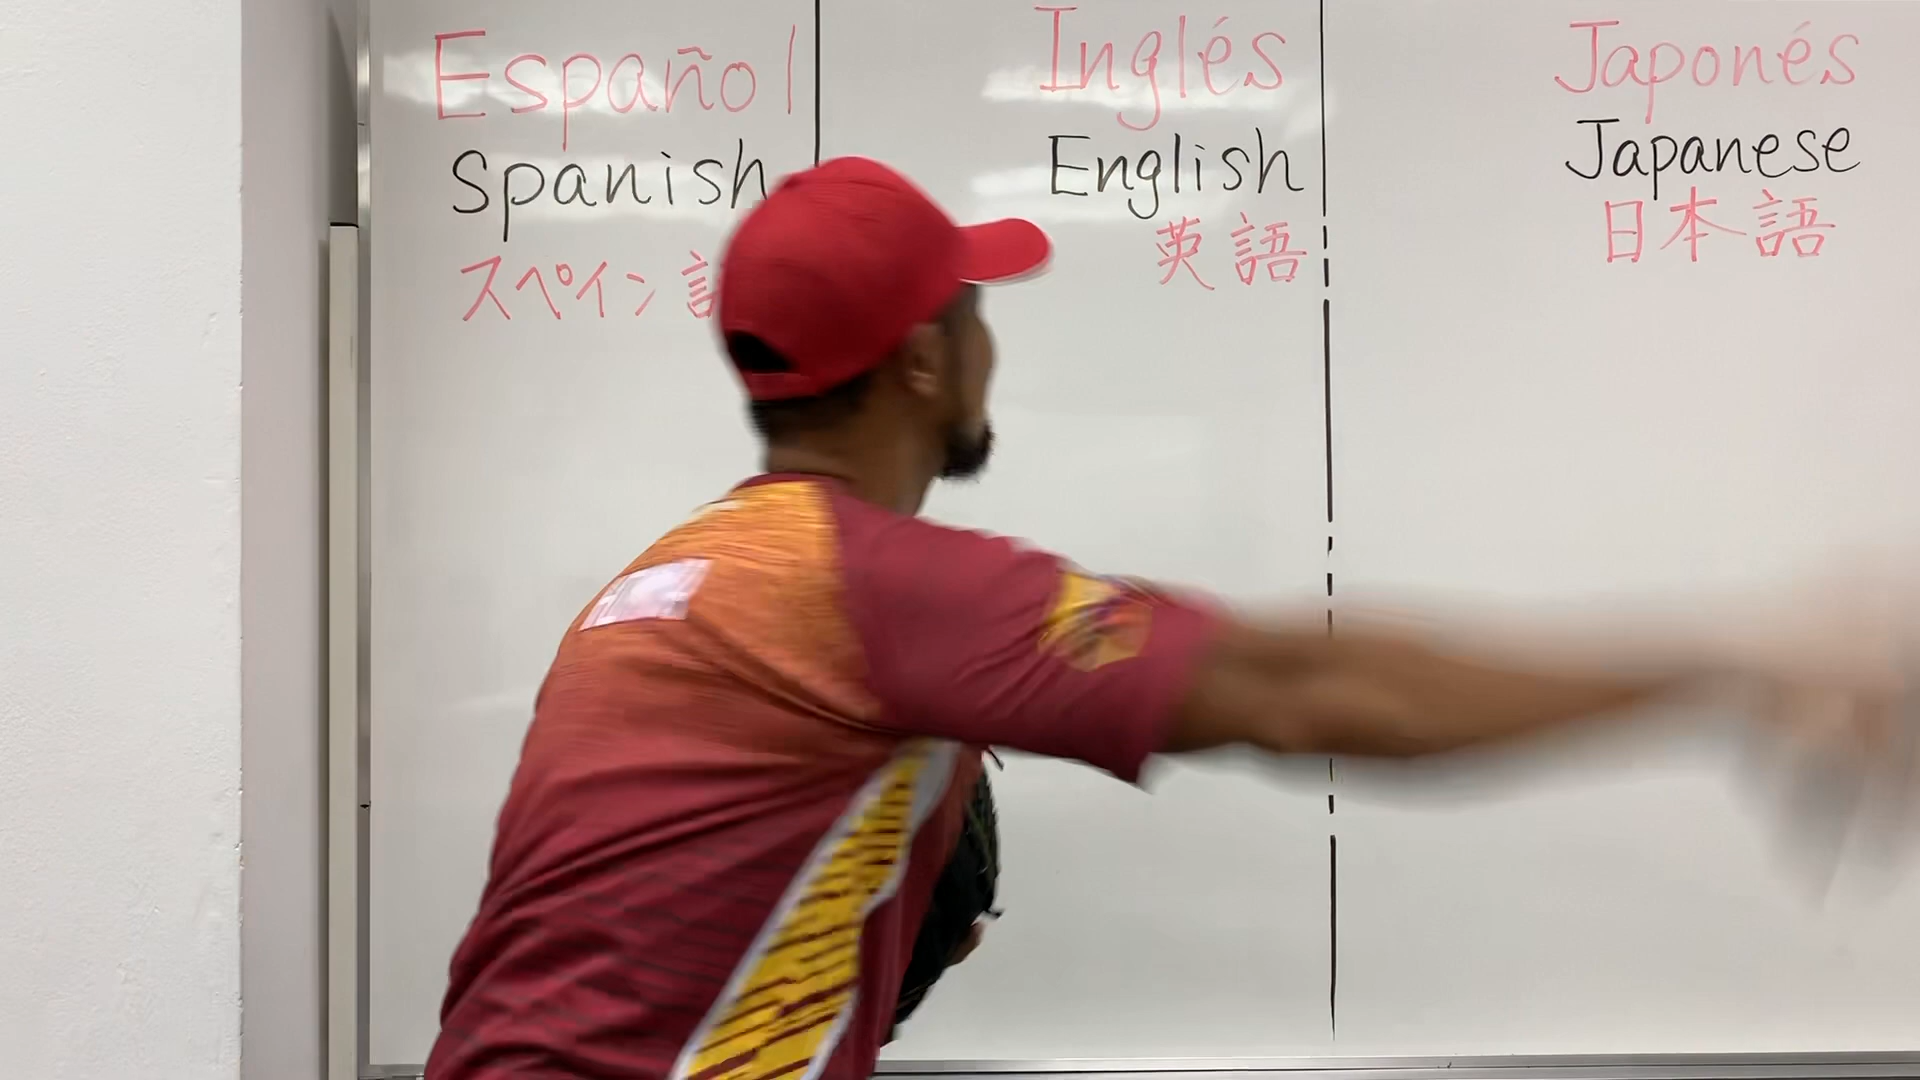 Español
Spanish
スペイン
Inglés
English
英語
Japonés
Japanese
日本語